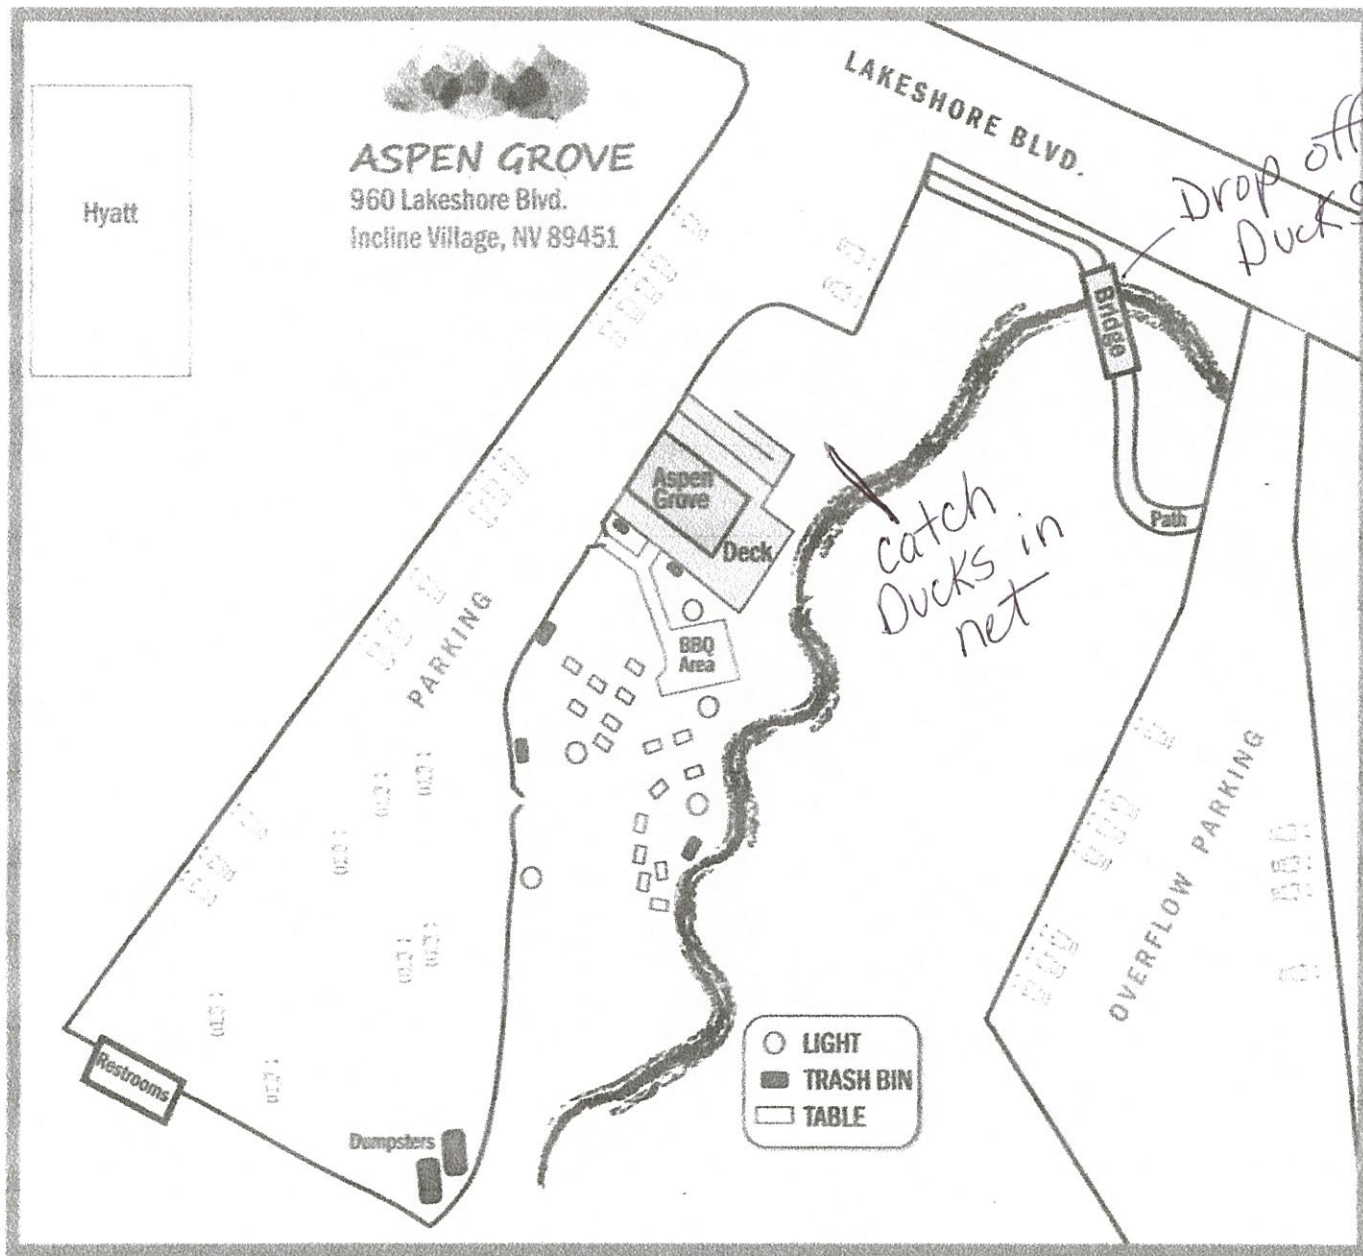 ASPEN GROVE
960 Lakeshore Blvd.
Incline Village, NV 89451
Hyatt
LAKESHORE BLVD.
Drop off
Ducks
Bridge
Path
Aspen
Grove
Deck
catch
Ducks in
net
BBQ
Area
PARKING
OVERFLOW PARKING
LIGHT
TRASH BIN
TABLE
Restrooms
Dumpsters